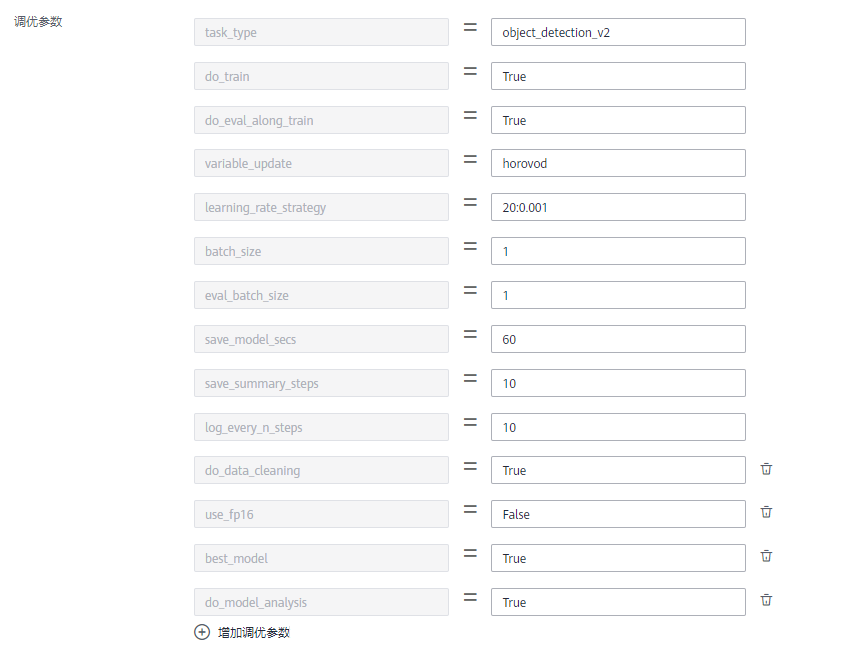 调优参数
task_type = object_detection_v2
do_train = True
do_eval_along_train = True
variable_update = horovod
learning_rate_strategy = 20:0.001
batch_size = 1
eval_batch_size = 1
save_model_secs = 60
save_summary_steps = 10
log_every_n_steps = 10
do_data_cleaning = True
use_fp16 = False
best_model = True
do_model_analysis = True
增加调优参数